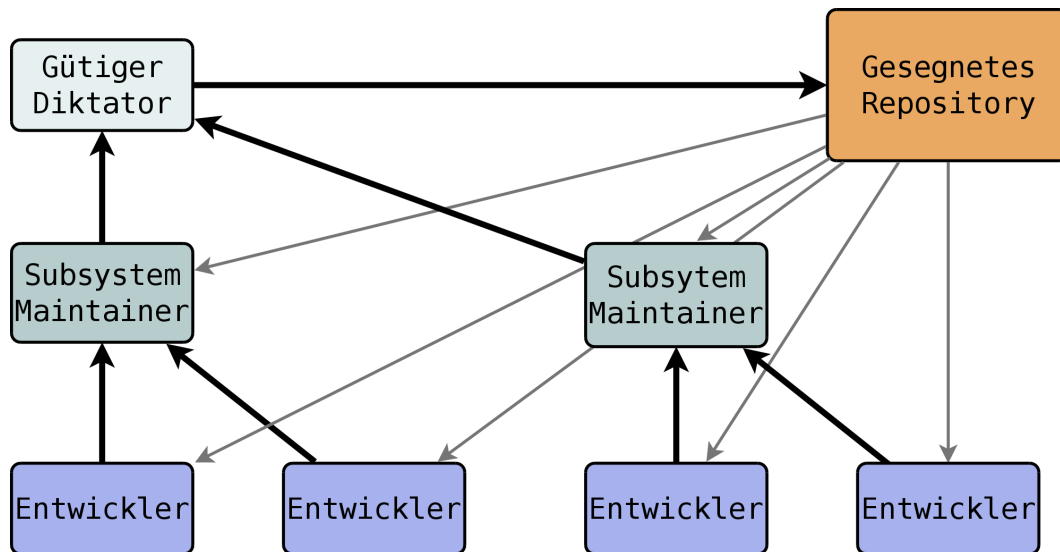 Gütiger
Diktator
Gesegnetes
Repository
Subsystem
Maintainer
Subsytem
Maintainer
Entwickler
Entwickler
Entwickler
Entwickler